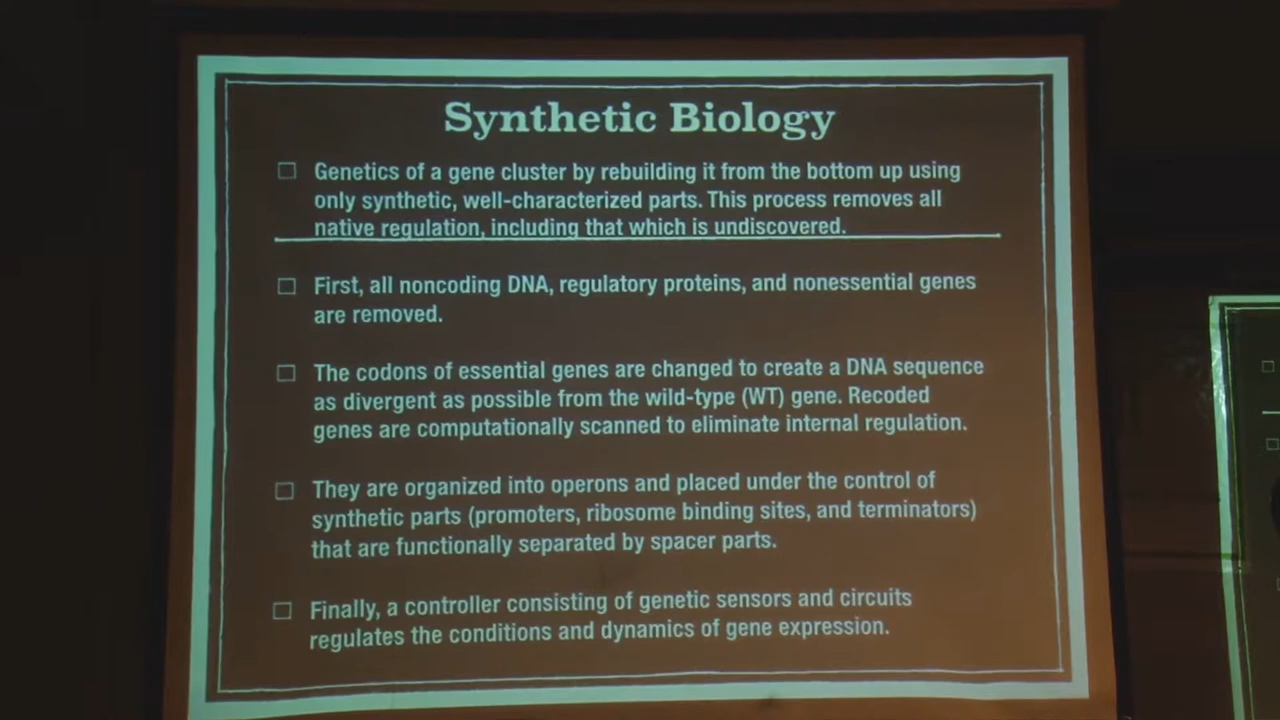 Synthetic Biology
Genetics of a gene cluster by rebuilding it from the bottom up using
only synthetic, well-characterized parts. This process removes all
native regulation, including that which is undiscovered.
First, all noncoding DNA, regulatory proteins, and nonessential genes
are removed.
The codons of essential genes are changed to create a DNA sequence
as divergent as possible from the wild-type (WT) gene. Recoded
genes are computationally scanned to eliminate internal regulation.
They are organized into operons and placed under the control of
synthetic parts (promoters, ribosome binding sites, and terminators)
that are functionally separated by spacer parts.
Finally, a controller consisting of genetic sensors and circuits
regulates the conditions and dynamics of gene expression.